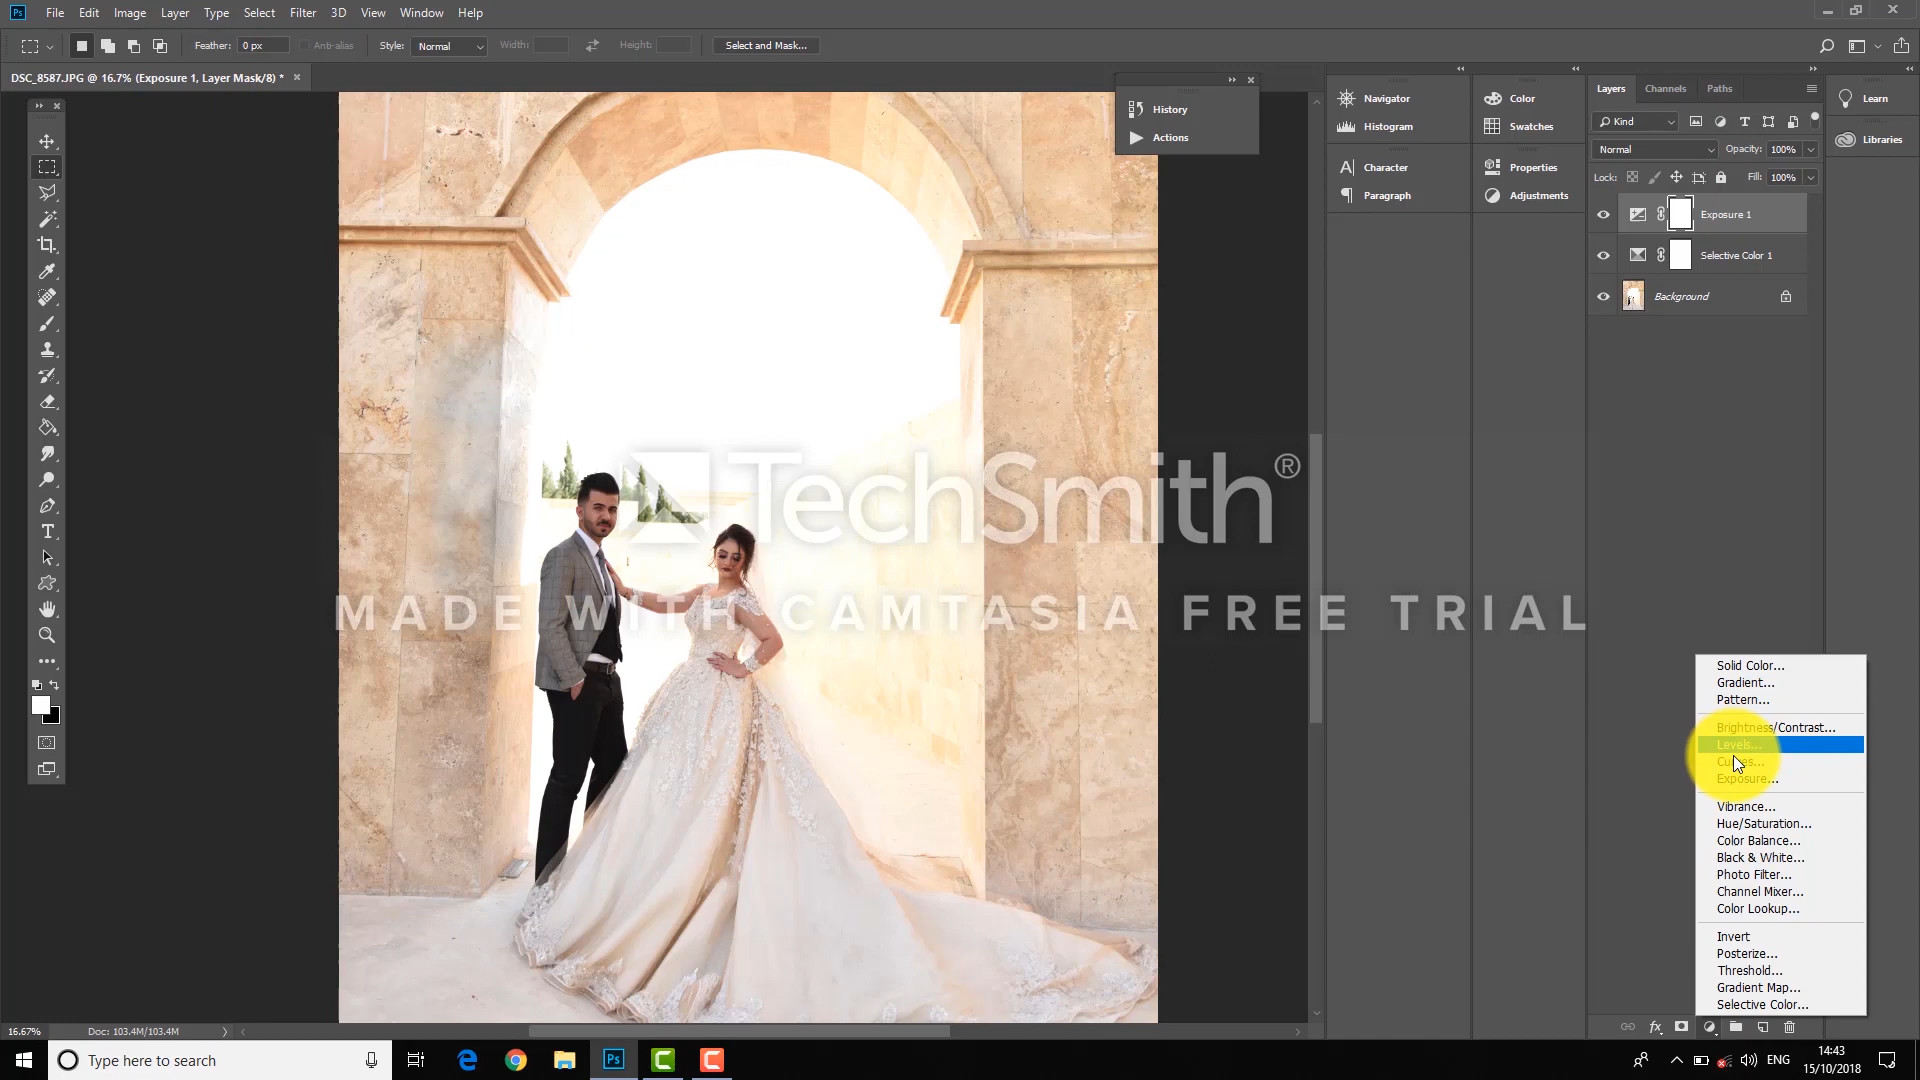 Ps File Edit Image Layer Type Select Filter 3D View Window Help
Feather: 0 px Anti-alias Style: Normal Width: Height: Select and Mask...
DSC_8587.JPG @ 16.7% (Exposure 1, Layer Mask/8) *
History
Actions
Navigator
Histogram
Character
Paragraph
Color
Swatches
Properties
Adjustments
Layers Channels Paths
Kind
Normal Opacity: 100%
Lock: Fill: 100%
Exposure 1
Selective Color 1
Background
Learn
Libraries
TechSmith®
MADE WITH CAMTASIA FREE TRIAL
Solid Color...
Gradient...
Pattern...
Brightness/Contrast...
Levels...
Curves...
Exposure...
Vibrance...
Hue/Saturation...
Color Balance...
Black & White...
Photo Filter...
Channel Mixer...
Color Lookup...
Invert
Posterize...
Threshold...
Gradient Map...
Selective Color...
16.67% Doc: 103.4M/103.4M
Type here to search
Ps
ENG
14:43
15/10/2018